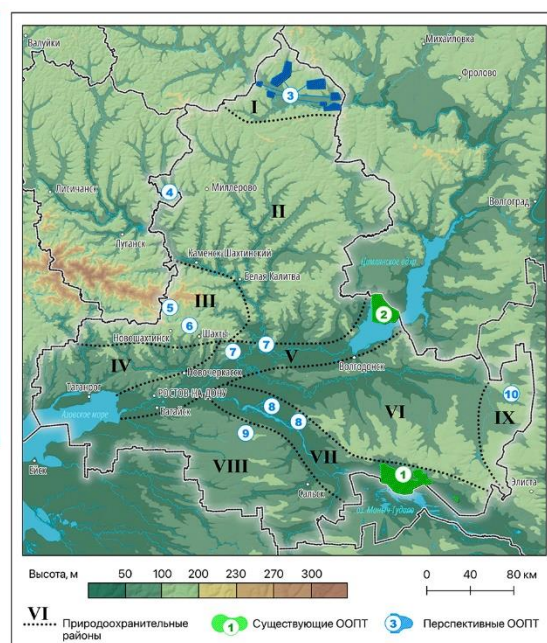 Валуйки
Михайловка
Фролово
I
3
Лисичанск
4
Миллерово
II
Волгоград
Луганск
Каменск Шахтинский
Белая Калитва
III
5
6
2
Новошахтинск
Шахты
7
7
V
Волгодонск
IV
Новочеркасск
Таганрог
РОСТОВ-НА-ДОНУ
Батайск
8
8
VI
10
IX
Азовское море
9
Ейск
VIII
VII
1
Сальск
Элиста
оз. Маныч-Гудило
Высота, м
50 100 200 230 270 300
0 40 80 км
VI Природоохранительные районы
1 Существующие ООПТ
3 Перспективные ООПТ